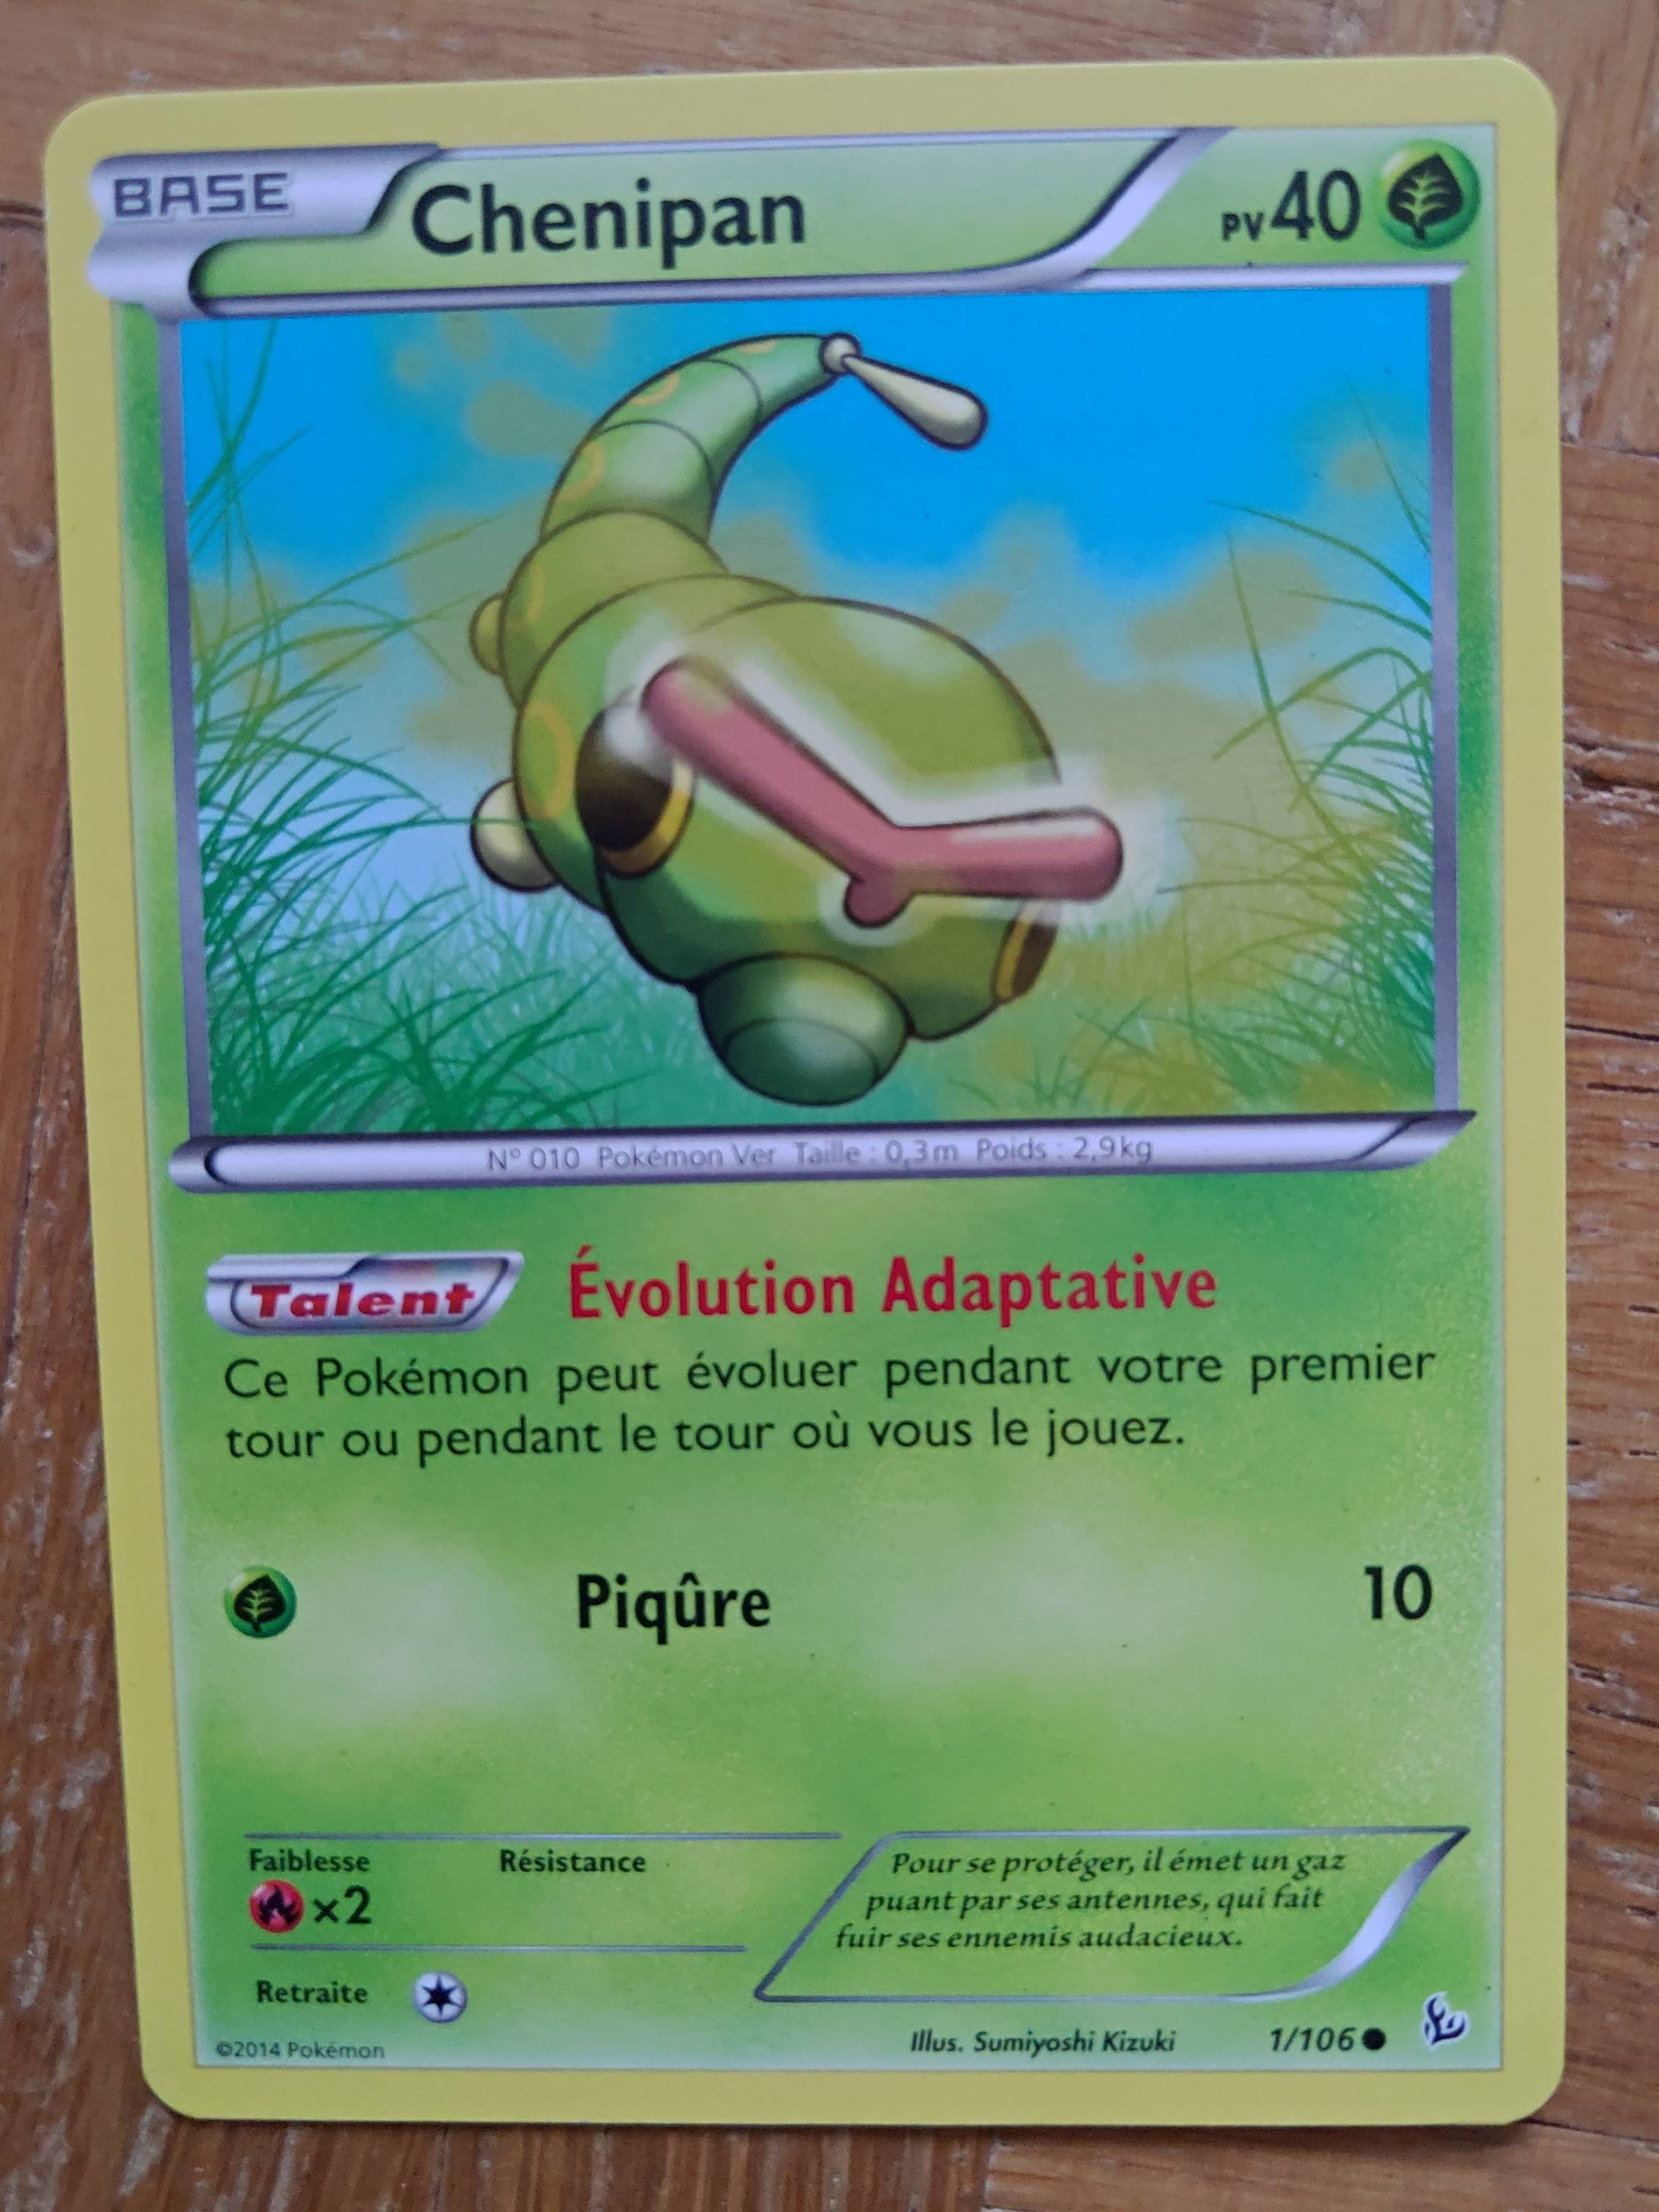 BASE Chenipan PV 40
N° 010 Pokémon Ver Taille : 0,3m Poids : 2,9kg
Talent Évolution Adaptative
Ce Pokémon peut évoluer pendant votre premier
tour ou pendant le tour où vous le jouez.
Piqûre 10
Faiblesse Résistance
×2
Retraite
Pour se protéger, il émet un gaz
puant par ses antennes, qui fait
fuir ses ennemis audacieux.
©2014 Pokémon Illus. Sumiyoshi Kizuki 1/106